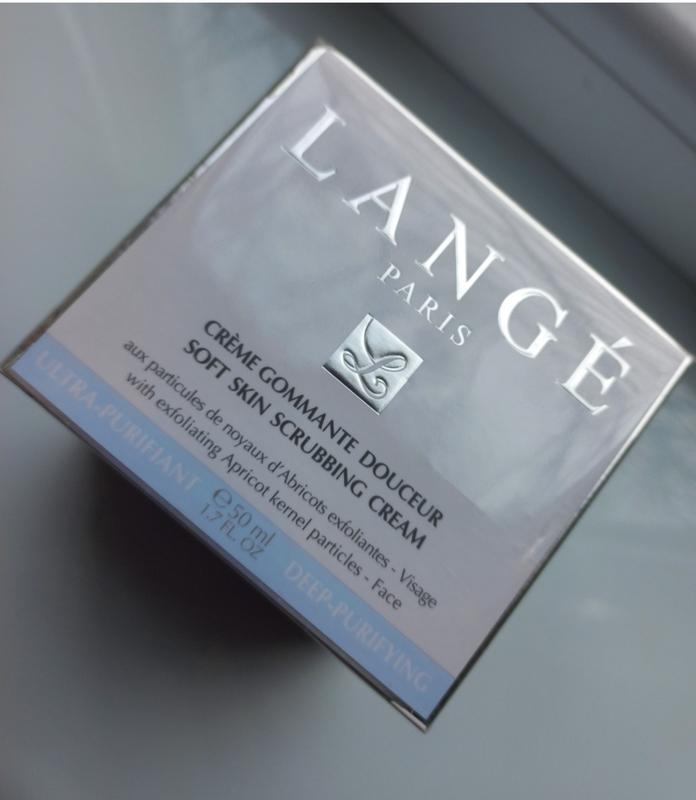 LANGÉ
PARIS
L
CRÈME GOMMANTE DOUCEUR
SOFT SKIN SCRUBBING CREAM
aux particules de noyaux d'Abricots exfoliantes - Visage
with exfoliating Apricot kernel particles - Face
ULTRA-PURIFIANT
℮ 50 ml
1.7 FL. OZ
DEEP-PURIFYING